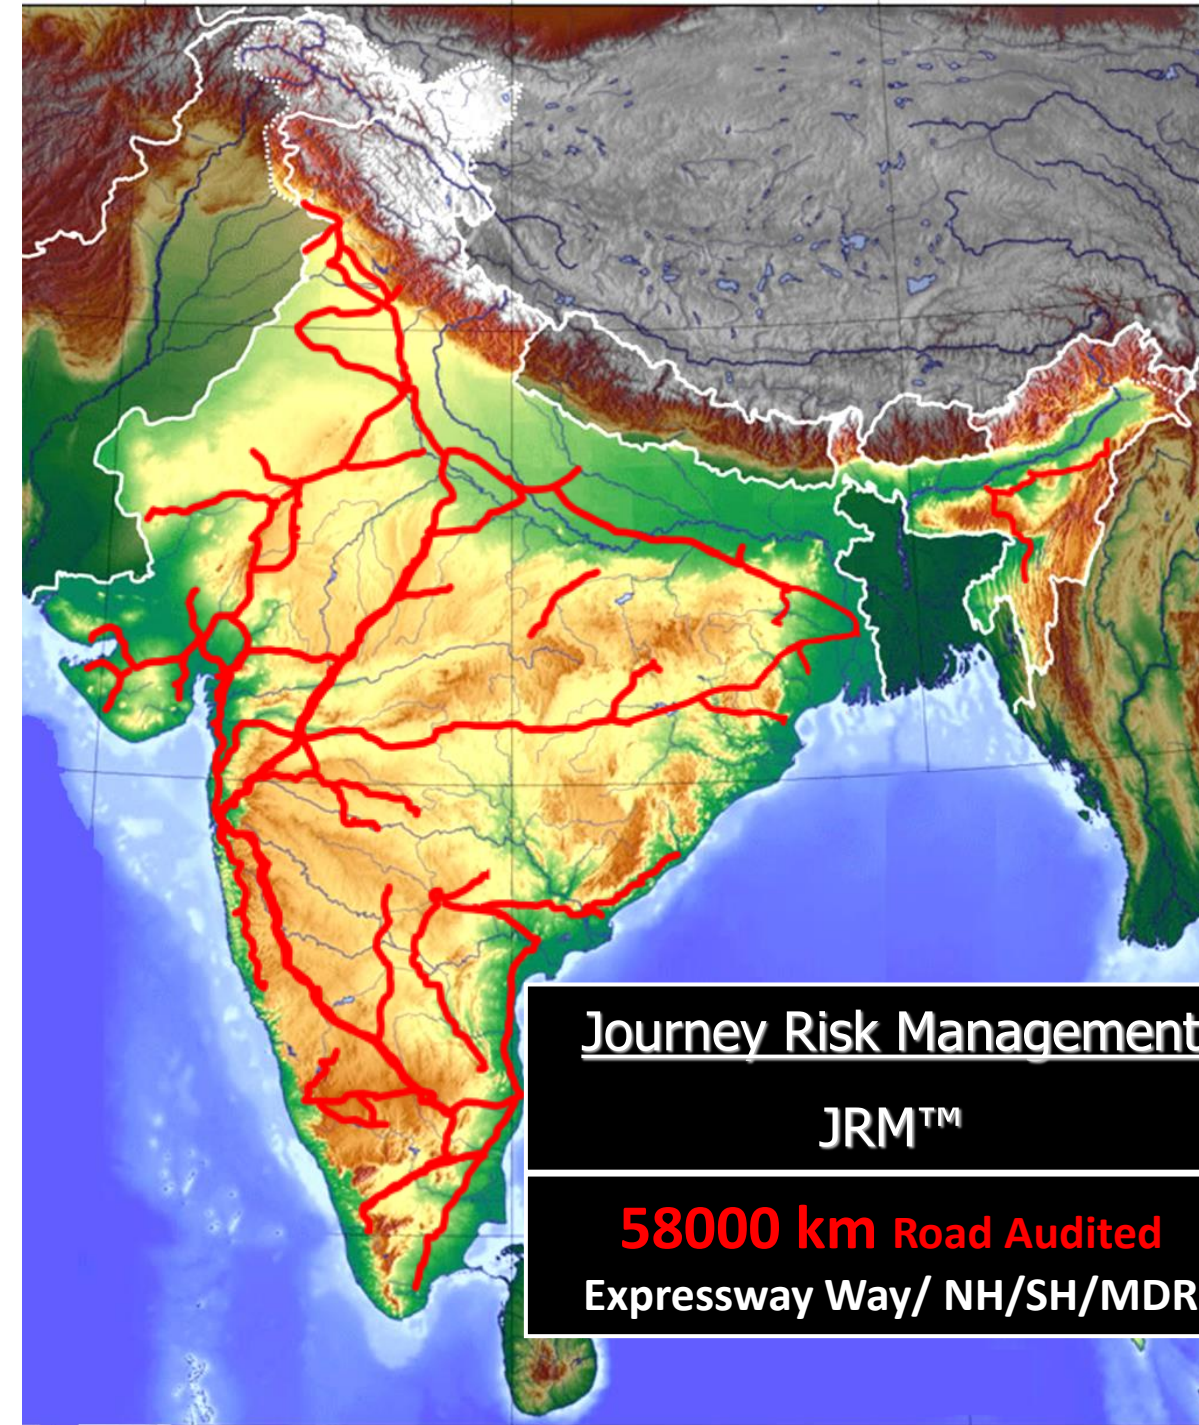 Journey Risk Management
JRM™
58000 km Road Audited
Expressway Way/ NH/SH/MDR